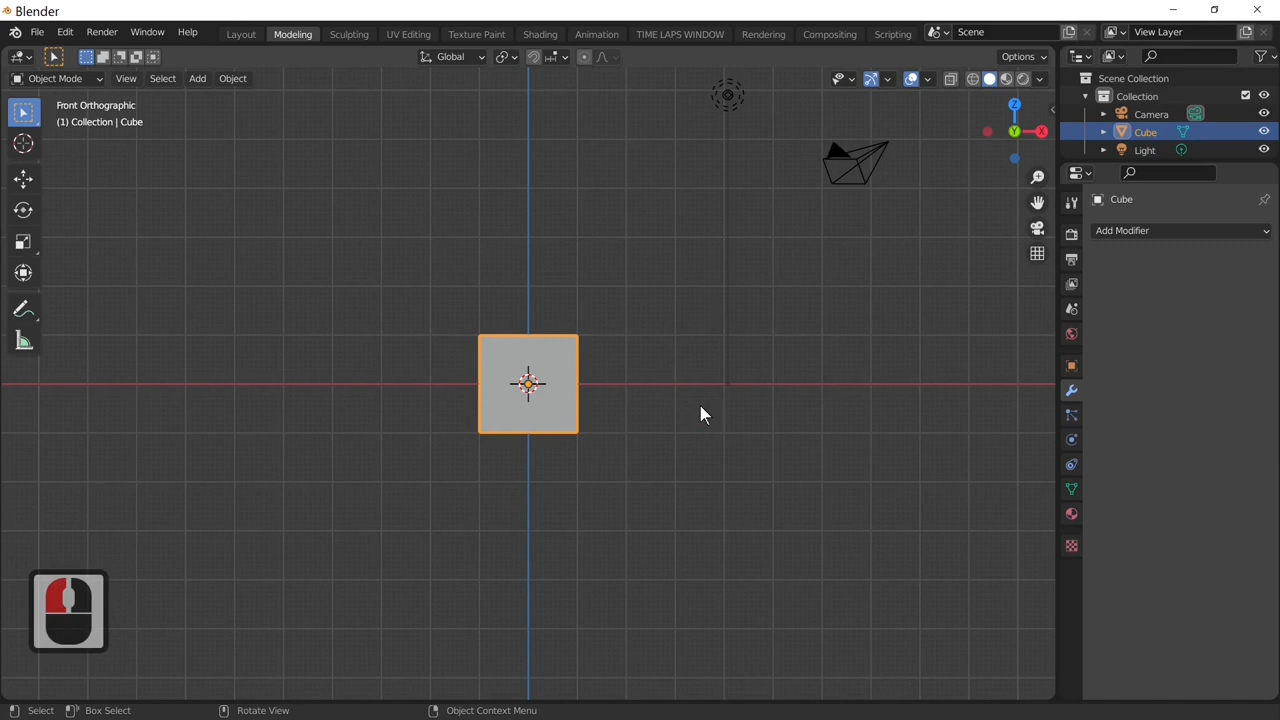 Blender
File Edit Render Window Help Layout Modeling Sculpting UV Editing Texture Paint Shading Animation TIME LAPS WINDOW Rendering Compositing Scripting Scene View Layer
Global Options
Object Mode View Select Add Object
Scene Collection
Collection
Camera
Cube
Light
Front Orthographic
(1) Collection | Cube
Z
Y
X
Cube
Add Modifier
Select Box Select Rotate View Object Context Menu